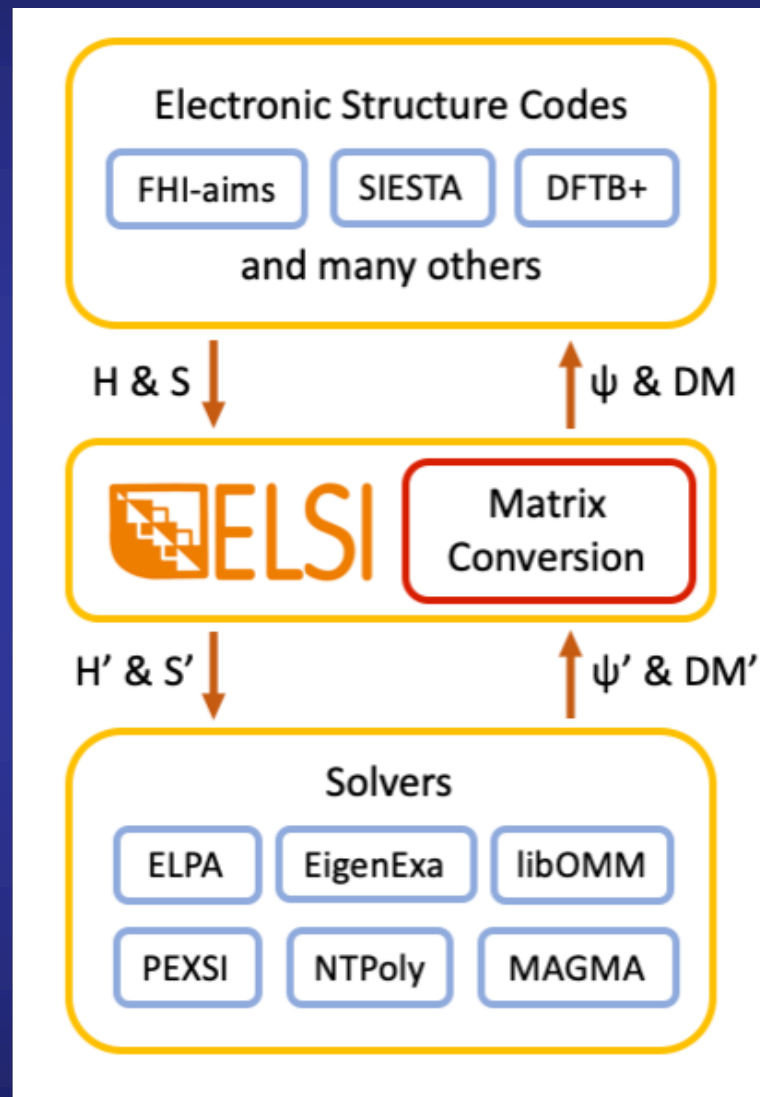 Electronic Structure Codes
FHI-aims SIESTA DFTB+
and many others
H & S ψ & DM
ELSI
Matrix
Conversion
H’ & S’ ψ’ & DM’
Solvers
ELPA EigenExa libOMM
PEXSI NTPoly MAGMA